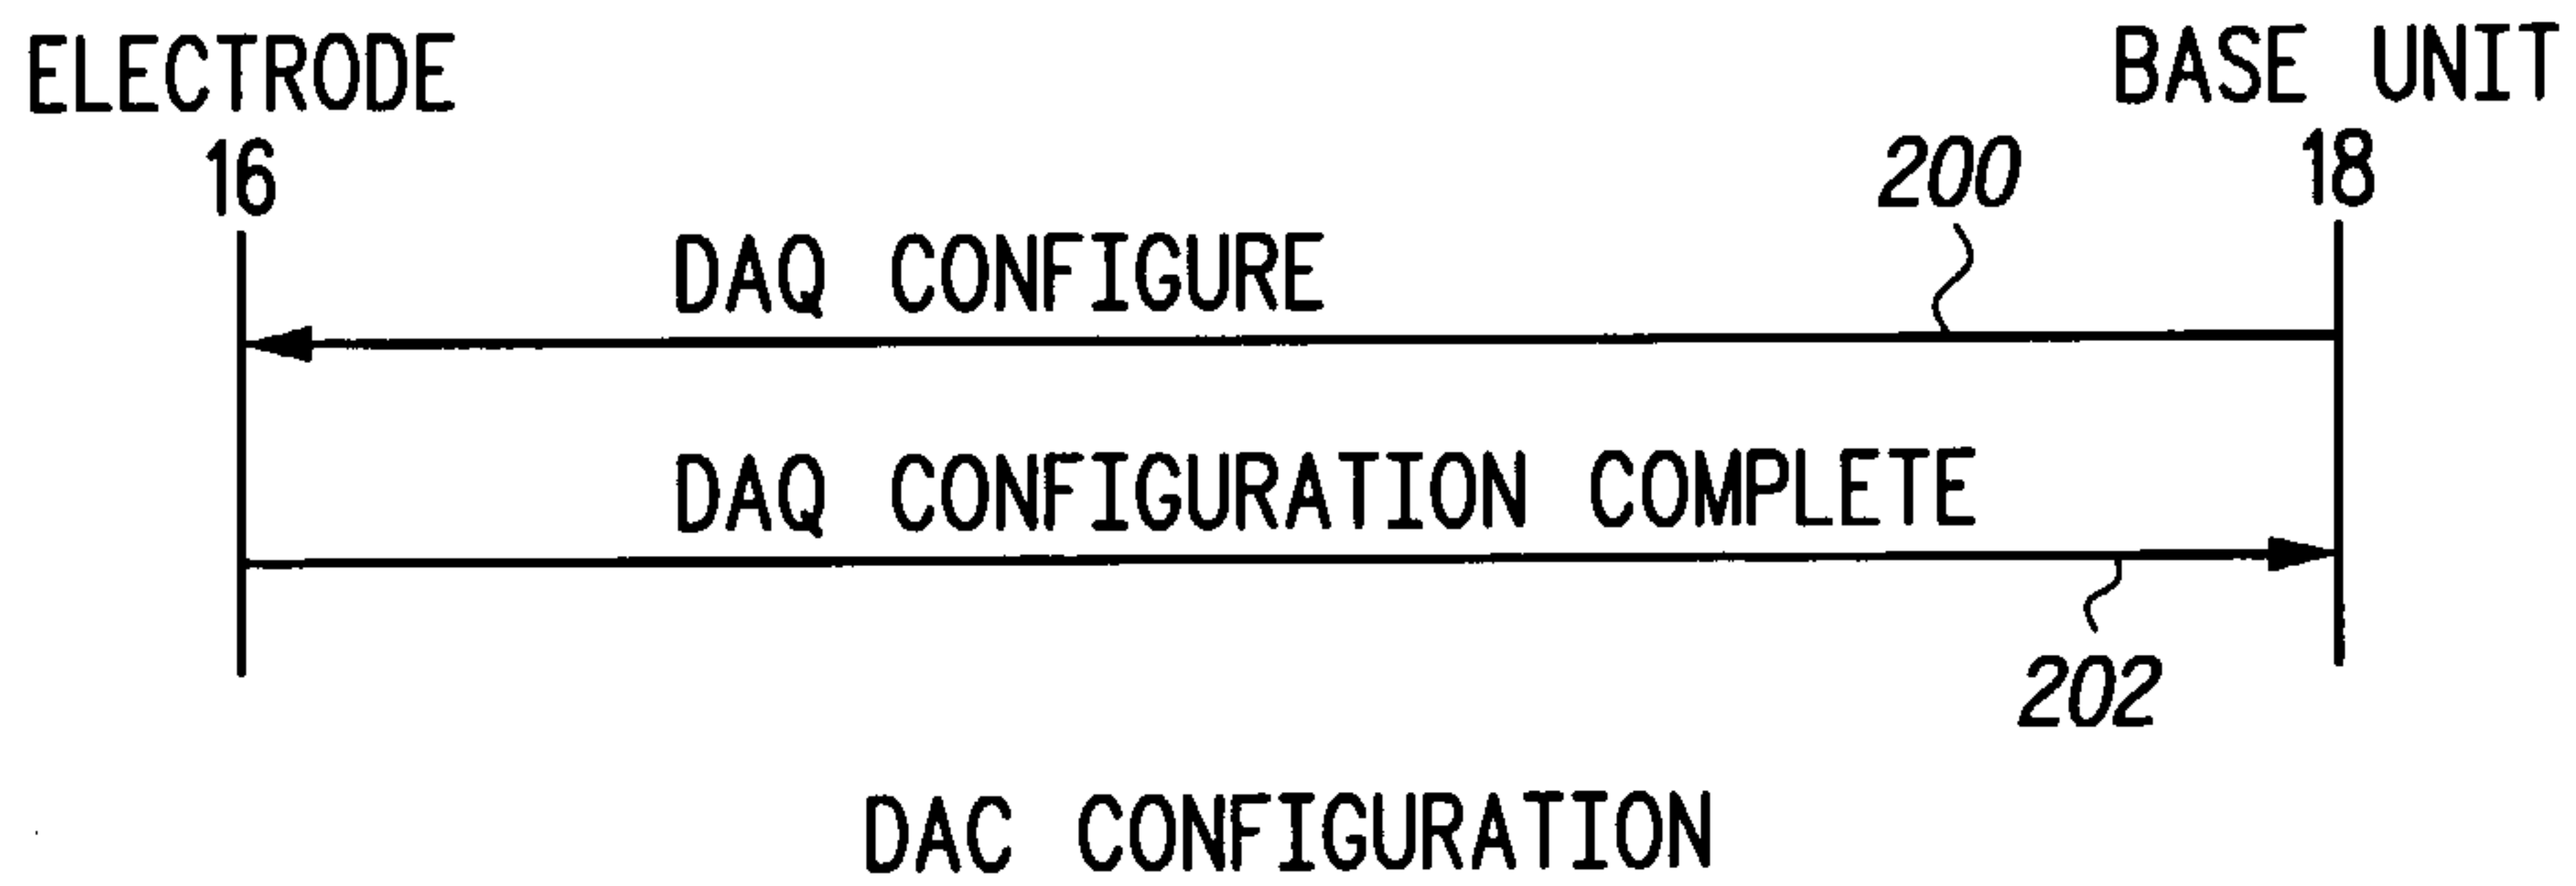 ELECTRODE
16
BASE UNIT
18
200
DAQ CONFIGURE
DAQ CONFIGURATION COMPLETE
202
DAC CONFIGURATION